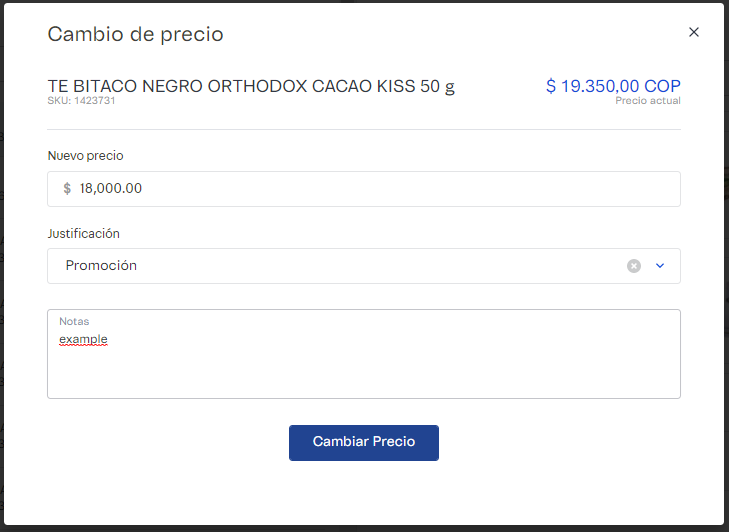 Cambio de precio
TE BITACO NEGRO ORTHODOX CACAO KISS 50 g
$ 19.350,00 COP
SKU: 1423731
Precio actual
Nuevo precio
$ 18,000.00
Justificación
Promoción
Notas
example
Cambiar Precio